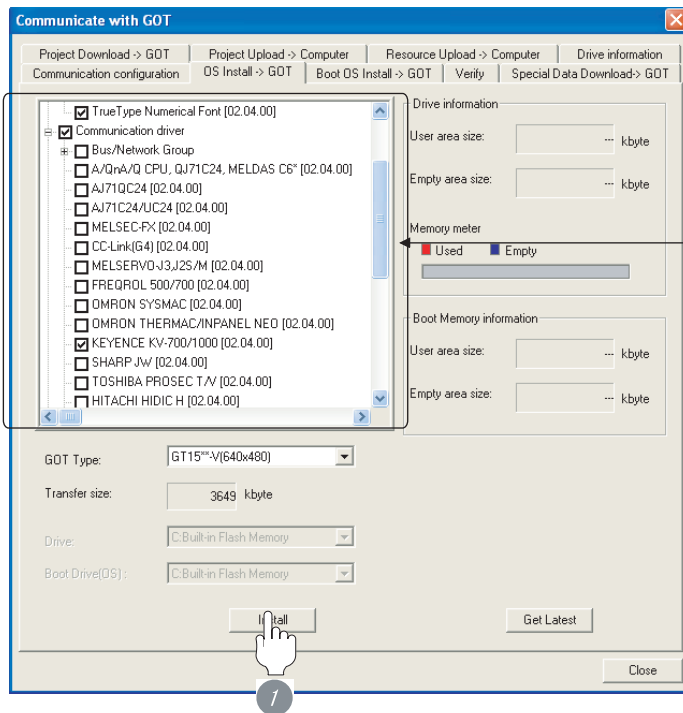 Communicate with GOT
Project Download -> GOT
Project Upload -> Computer
Resource Upload -> Computer
Drive information
Communication configuration
OS Install -> GOT
Boot OS Install -> GOT
Verify
Special Data Download-> GOT
TrueType Numerical Font [02.04.00]
Communication driver
Bus/Network Group
A/QnA/Q CPU, QJ71C24, MELDAS C6* [02.04.00]
AJ71QC24 [02.04.00]
AJ71C24/UC24 [02.04.00]
MELSEC-FX [02.04.00]
CC-Link(G4) [02.04.00]
MELSERVO-J3,J2S/M [02.04.00]
FREQROL 500/700 [02.04.00]
OMRON SYSMAC [02.04.00]
OMRON THERMAC/INPANEL NEO [02.04.00]
KEYENCE KV-700/1000 [02.04.00]
SHARP JW [02.04.00]
TOSHIBA PROSEC T/V [02.04.00]
HITACHI HIDIC H [02.04.00]
Drive information
User area size: --- kbyte
Empty area size: --- kbyte
Memory meter
Used Empty
Boot Memory information
User area size: --- kbyte
Empty area size: --- kbyte
GOT Type: GT15**-V(640x480)
Transfer size: 3649 kbyte
Drive: C:Built-in Flash Memory
Boot Drive(OS) : C:Built-in Flash Memory
Install
Get Latest
Close
1